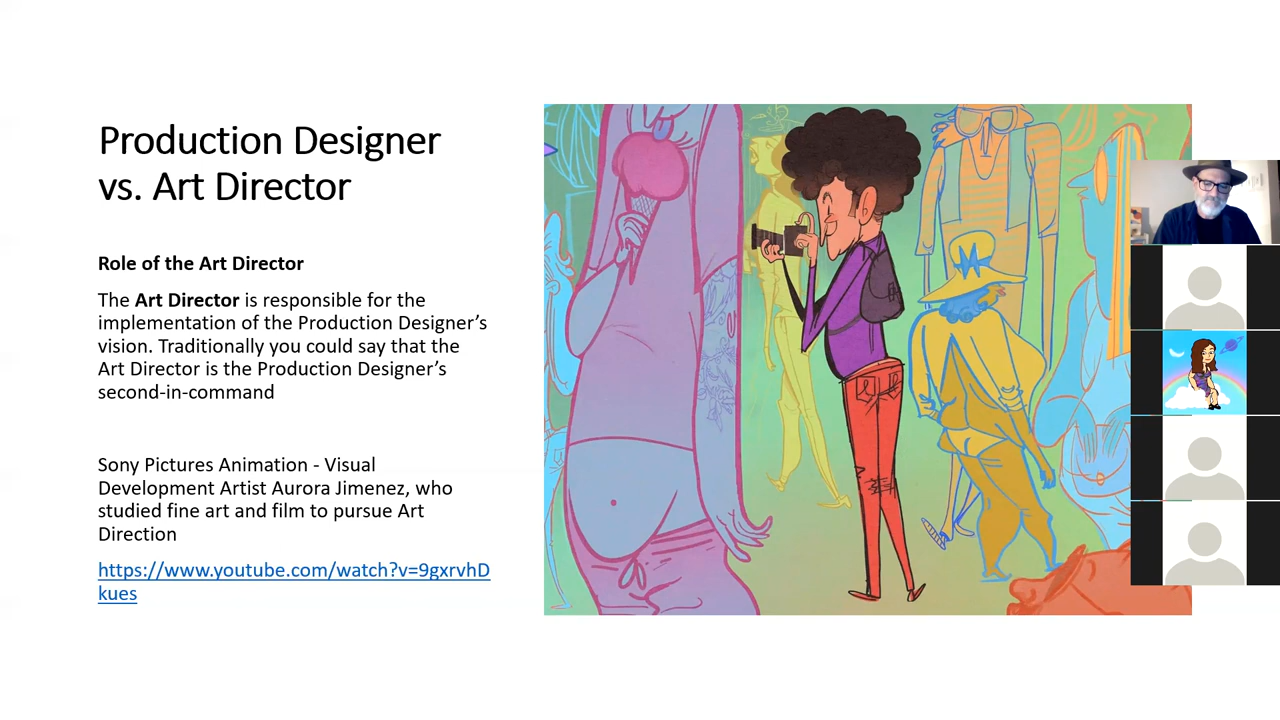 Production Designer
vs. Art Director
Role of the Art Director
The Art Director is responsible for the
implementation of the Production Designer’s
vision. Traditionally you could say that the
Art Director is the Production Designer’s
second-in-command
Sony Pictures Animation - Visual
Development Artist Aurora Jimenez, who
studied fine art and film to pursue Art
Direction
https://www.youtube.com/watch?v=9gxrvhD
kues
M